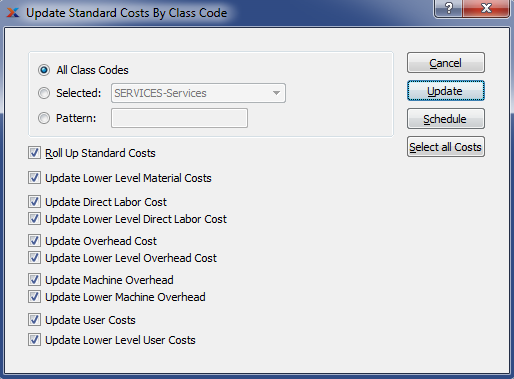 Update Standard Costs By Class Code
All Class Codes
Selected: SERVICES-Services
Pattern:
Cancel
Update
Schedule
Select all Costs
Roll Up Standard Costs
Update Lower Level Material Costs
Update Direct Labor Cost
Update Lower Level Direct Labor Cost
Update Overhead Cost
Update Lower Level Overhead Cost
Update Machine Overhead
Update Lower Machine Overhead
Update User Costs
Update Lower Level User Costs